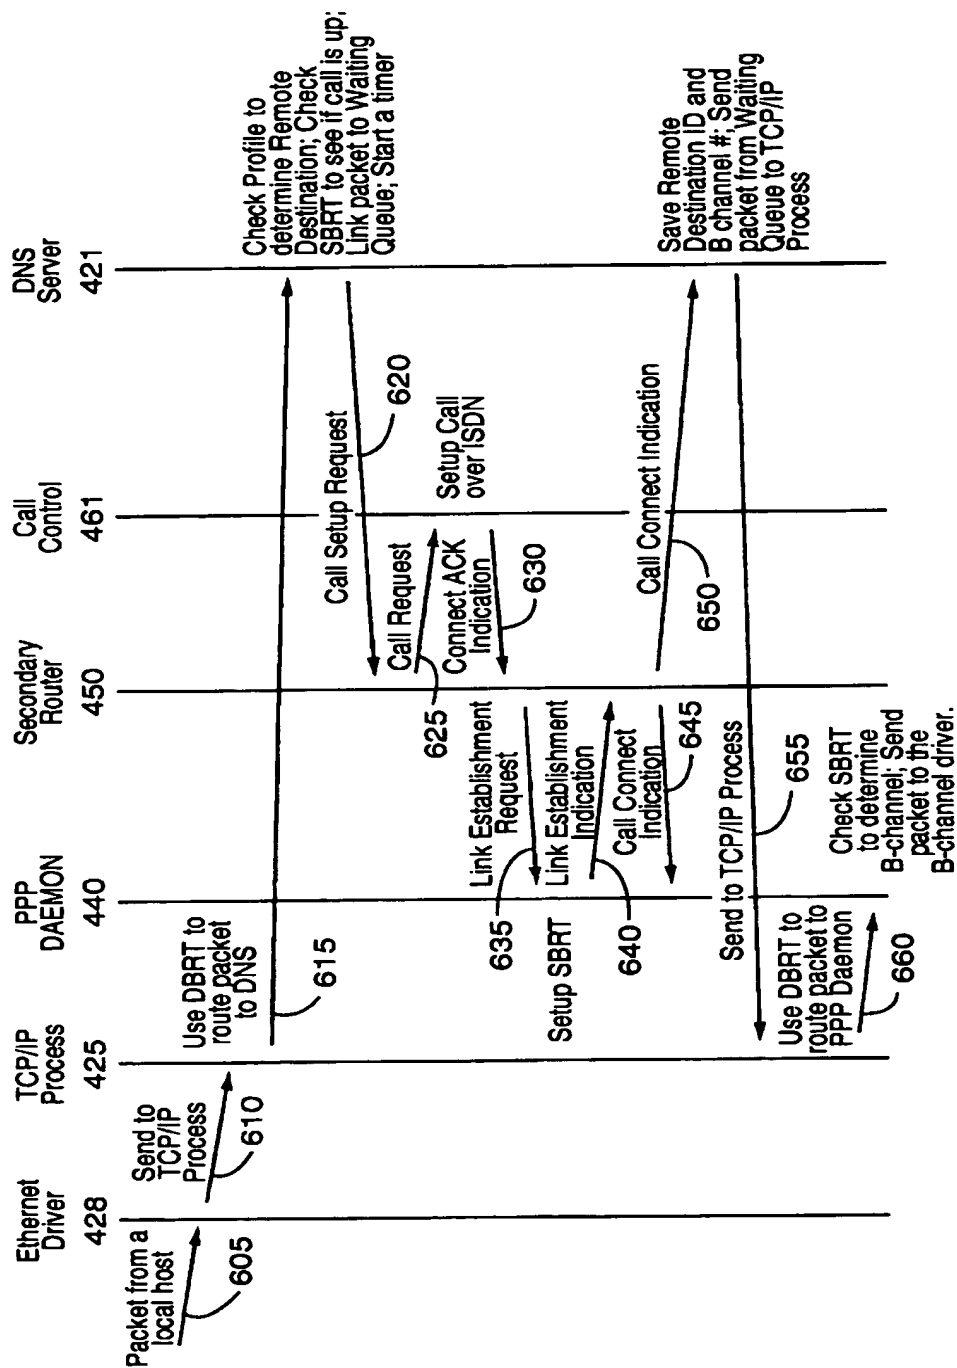 Ethernet
Driver
428
TCP/IP
Process
425
PPP
DAEMON
440
Secondary
Router
450
Call
Control
461
DNS
Server
421
Packet from a
local host
605
Send to
TCP/IP
Process
610
Use DBRT to
route packet
to DNS
615
Check Profile to
determine Remote
Destination; Check
SBRT to see if call is up;
Link packet to Waiting
Queue; Start a timer
Call Setup Request
620
Call Request
625
Setup Call
over ISDN
Connect ACK
Indication
630
Link Establishment
Request
635
Setup SBRT
Link Establishment
Indication
640
Call Connect
Indication
645
Call Connect Indication
650
Save Remote
Destination ID and
B channel #; Send
packet from Waiting
Queue to TCP/IP
Process
Send to TCP/IP Process
655
Use DBRT to
route packet to
PPP Daemon
660
Check SBRT
to determine
B-channel; Send
packet to the
B-channel driver.